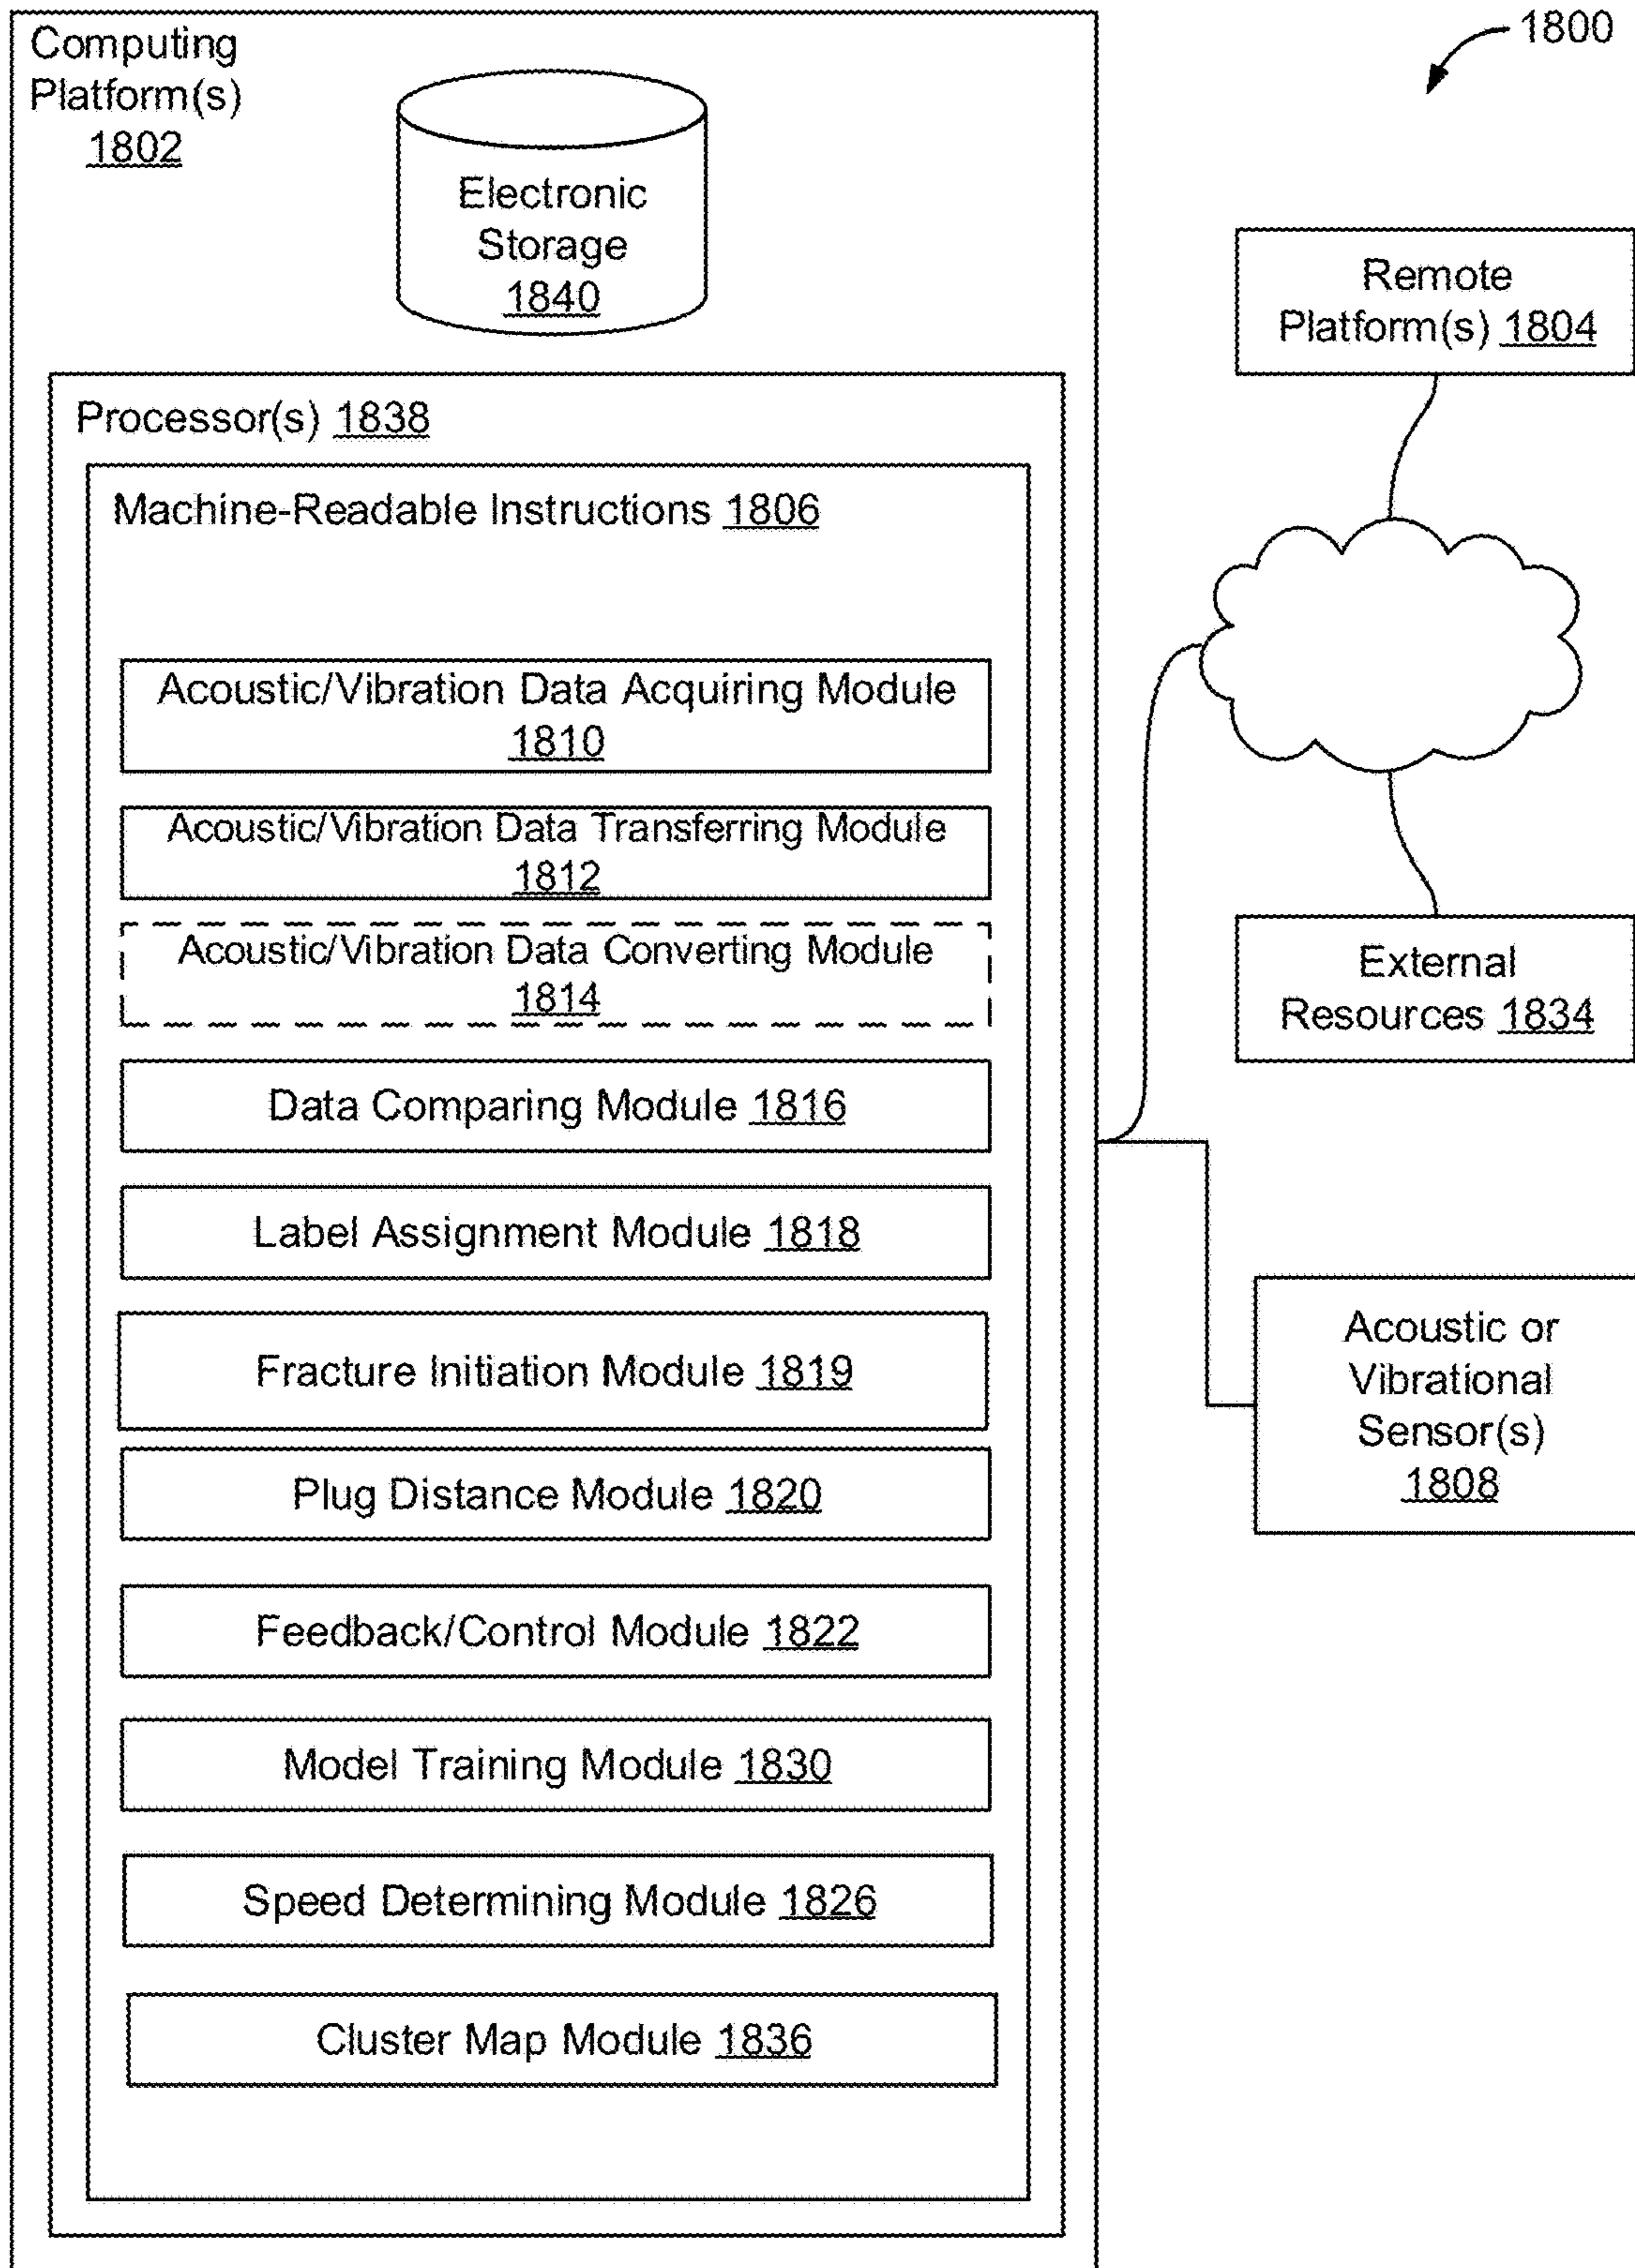 Computing
Platform(s)
1802
1800
Electronic
Storage
1840
Remote
Platform(s) 1804
Processor(s) 1838
Machine-Readable Instructions 1806
Acoustic/Vibration Data Acquiring Module
1810
Acoustic/Vibration Data Transferring Module
1812
Acoustic/Vibration Data Converting Module
1814
External
Resources 1834
Data Comparing Module 1816
Label Assignment Module 1818
Fracture Initiation Module 1819
Acoustic or
Vibrational
Sensor(s)
1808
Plug Distance Module 1820
Feedback/Control Module 1822
Model Training Module 1830
Speed Determining Module 1826
Cluster Map Module 1836